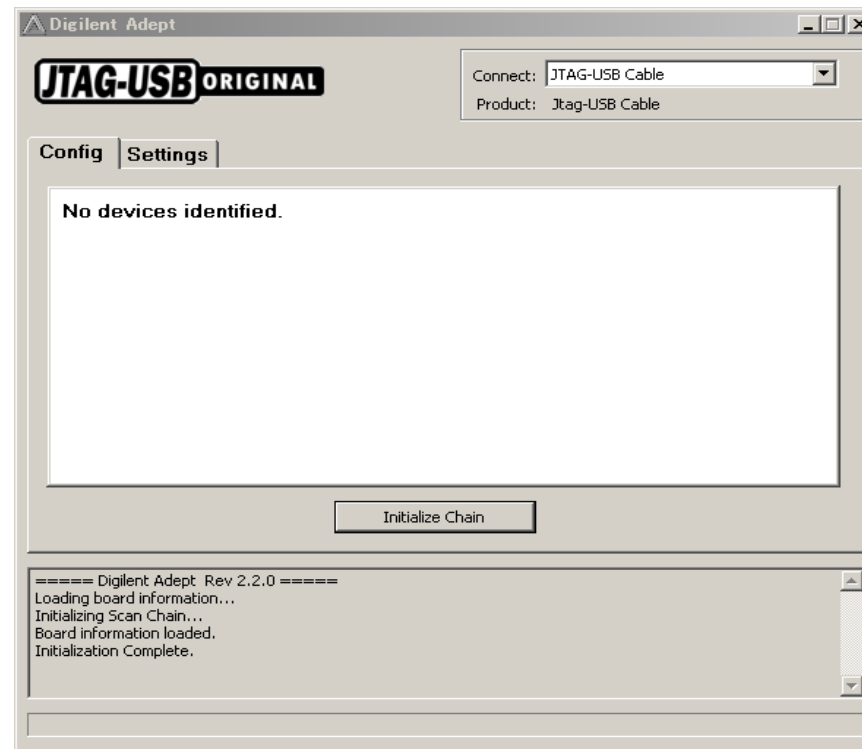 Digilent Adept
JTAG-USB ORIGINAL
Connect: JTAG-USB Cable
Product: Jtag-USB Cable
Config Settings
No devices identified.
Initialize Chain
===== Digilent Adept Rev 2.2.0 =====
Loading board information...
Initializing Scan Chain...
Board information loaded.
Initialization Complete.